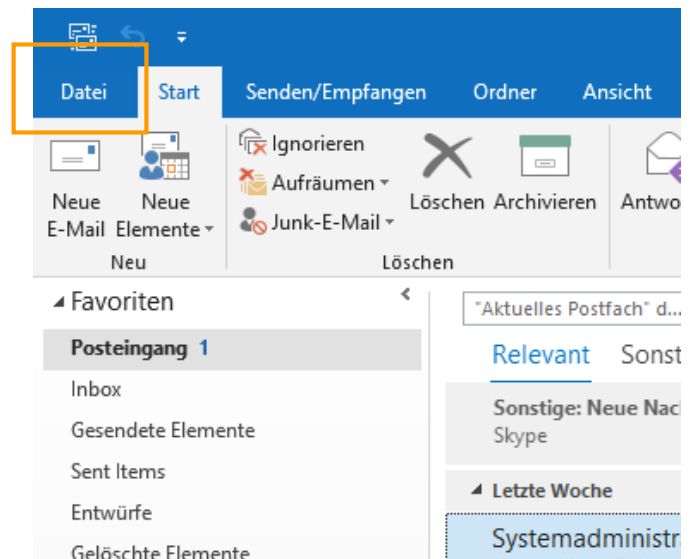 Datei Start Senden/Empfangen Ordner Ansicht
Ignorieren
Aufräumen
Junk-E-Mail
Neue E-Mail
Neue Elemente
Löschen Archivieren
Neu Löschen
Favoriten
Posteingang 1
Inbox
Gesendete Elemente
Sent Items
Entwürfe
Gelöschte Elemente
"Aktuelles Postfach" d...
Relevant
Sonstige: Neue
Skype
Letzte Woche